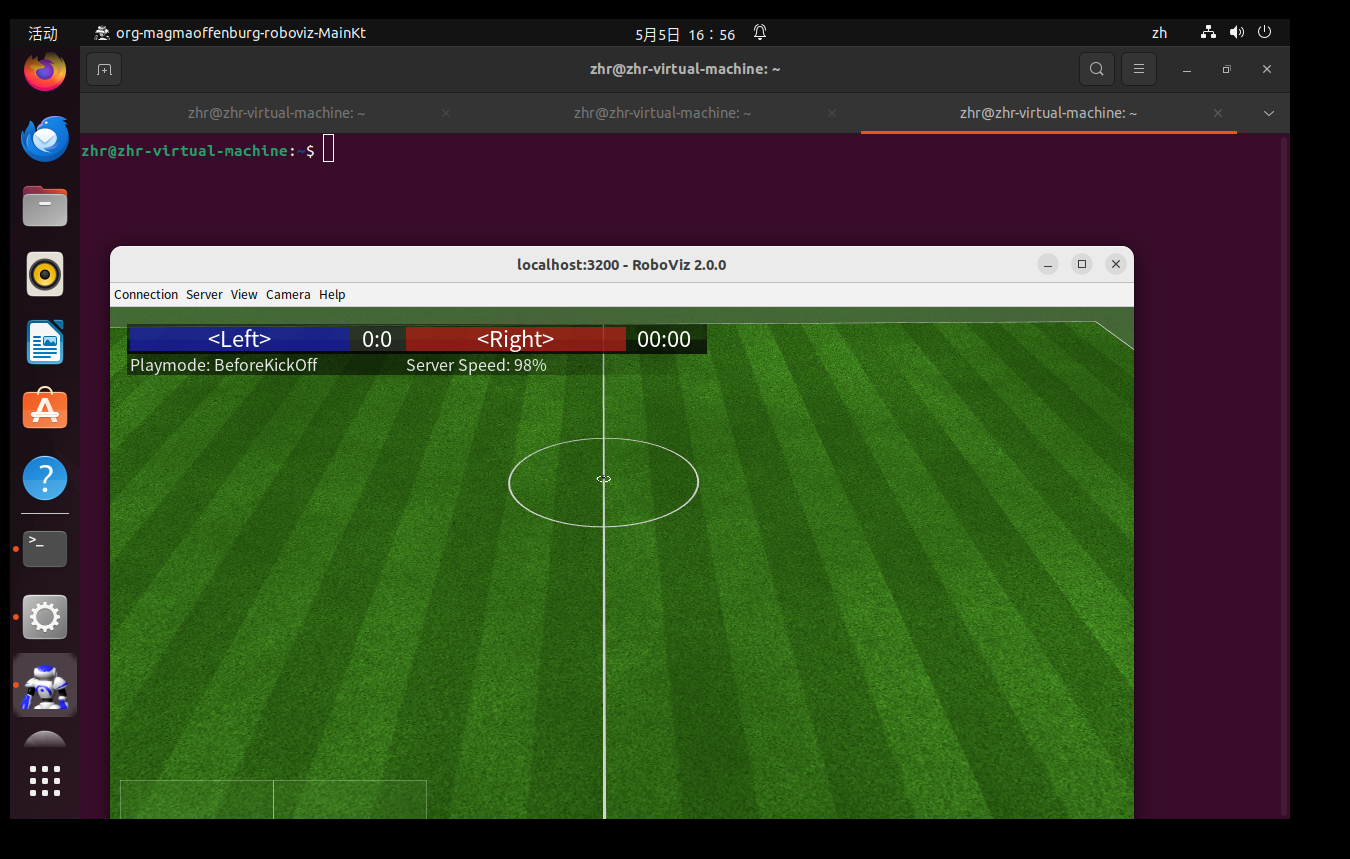 活动 org-magmaoffenburg-roboviz-MainKt 5月5日 16：56 zh
zhr@zhr-virtual-machine: ~
zhr@zhr-virtual-machine: ~ zhr@zhr-virtual-machine: ~ zhr@zhr-virtual-machine: ~
zhr@zhr-virtual-machine:~$
localhost:3200 - RoboViz 2.0.0
Connection Server View Camera Help
<Left> 0:0 <Right> 00:00
Playmode: BeforeKickOff Server Speed: 98%